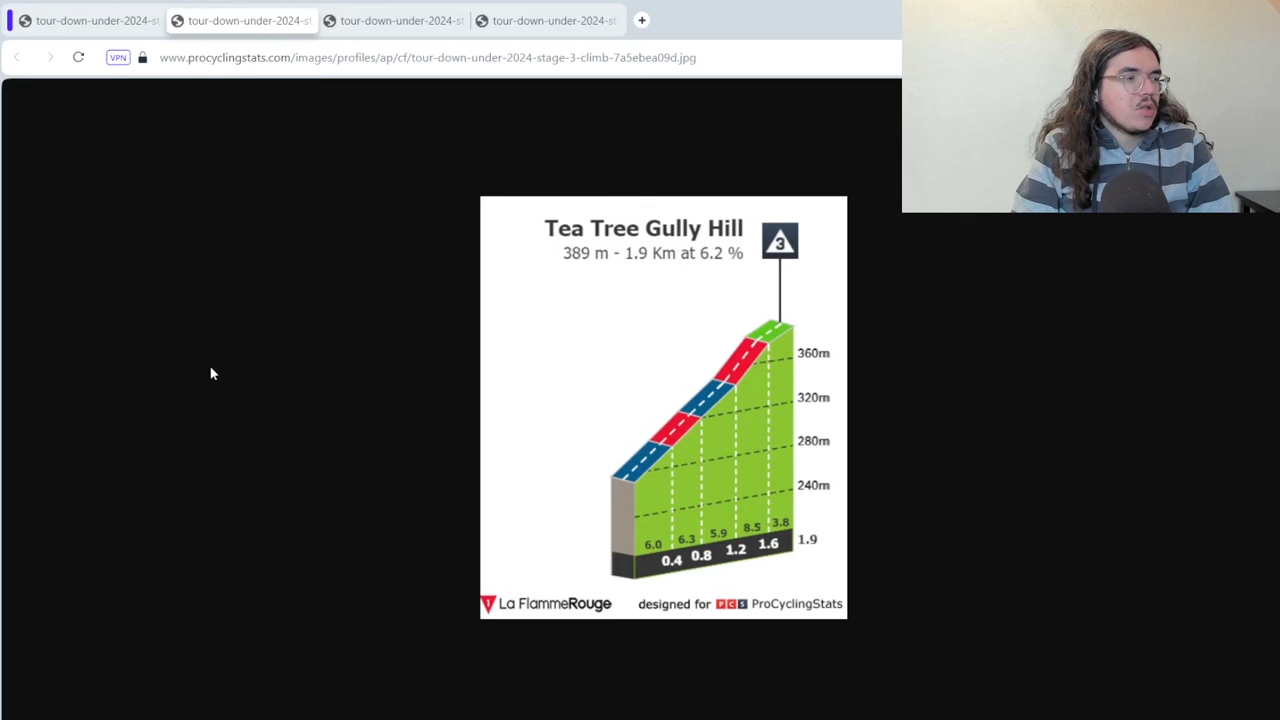 tour-down-under-2024-st
tour-down-under-2024-st
tour-down-under-2024-st
tour-down-under-2024-st
VPN
www.procyclingstats.com/images/profiles/ap/cf/tour-down-under-2024-stage-3-climb-7a5ebea09d.jpg
Tea Tree Gully Hill
389 m - 1.9 Km at 6.2 %
3
360m
320m
280m
240m
6.0 6.3 5.9 8.5 3.8
0.4 0.8 1.2 1.6 1.9
La FlammeRouge designed for PCS ProCyclingStats